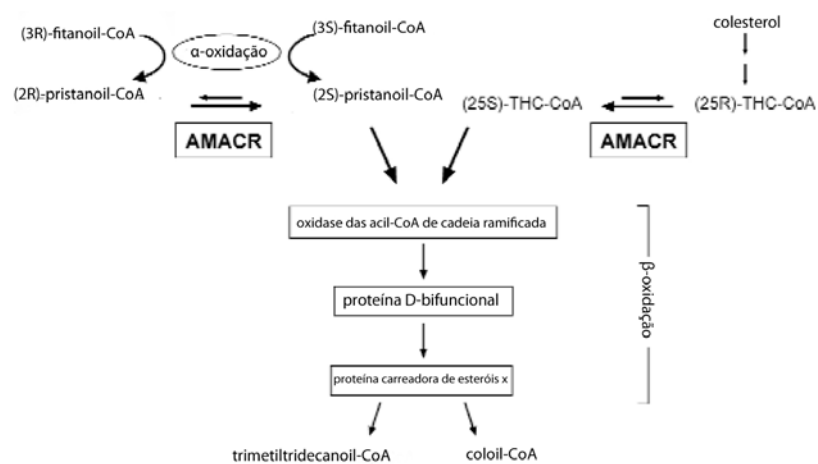 (3R)-fitanoil-CoA
α-oxidação
(3S)-fitanoil-CoA
colesterol
(2R)-pristanoil-CoA
(2S)-pristanoil-CoA
(25S)-THC-CoA
(25R)-THC-CoA
AMACR
AMACR
oxidase das acil-CoA de cadeia ramificada
proteína D-bifuncional
β-oxidação
proteína carreadora de esteróis x
trimetiltridecanoil-CoA
coloil-CoA